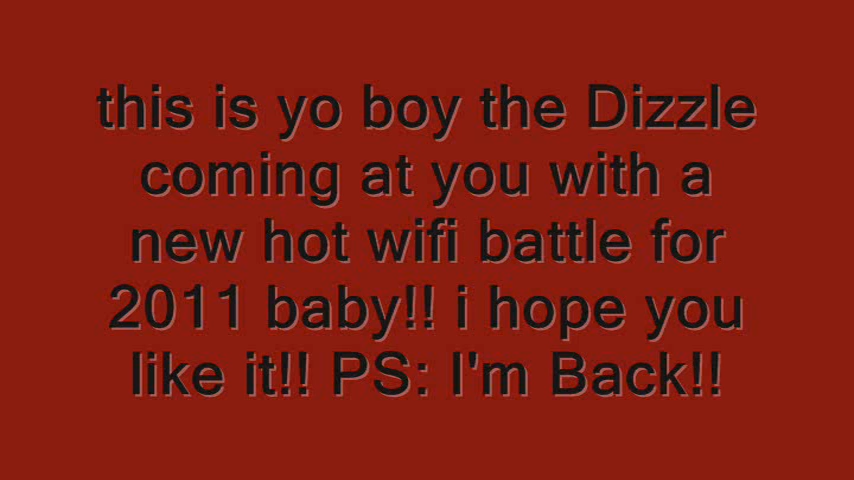 this is yo boy the Dizzle
coming at you with a
new hot wifi battle for
2011 baby!! i hope you
like it!! PS: I'm Back!!